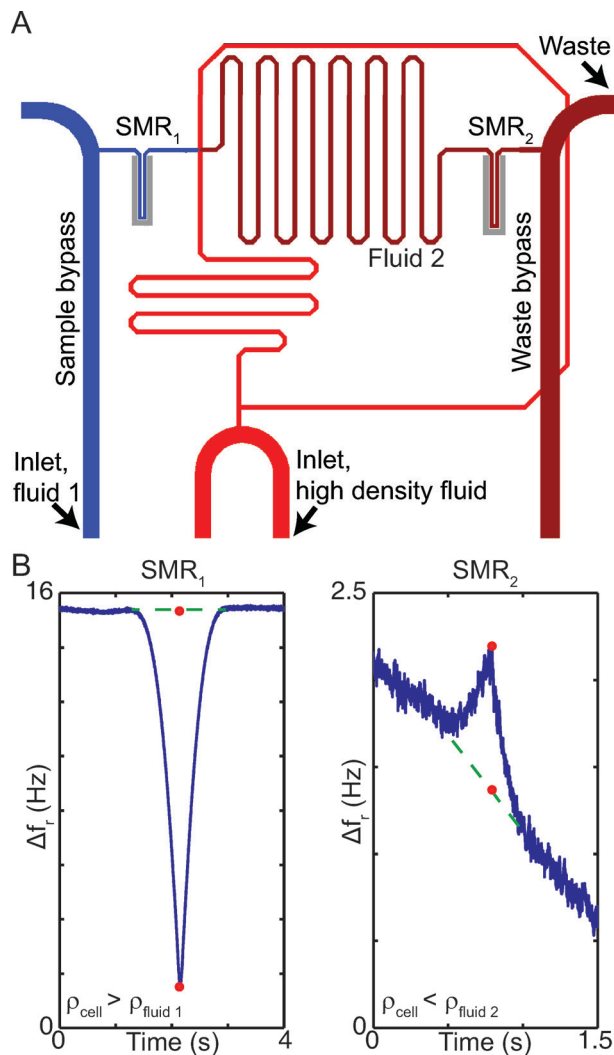 A
Waste
SMR₁
SMR₂
Fluid 2
Sample bypass
Waste bypass
Inlet,
fluid 1
Inlet,
high density fluid
B
SMR₁
16
Δfᵣ (Hz)
0
ρcell > ρfluid 1
0
Time (s)
4
SMR₂
2.5
Δfᵣ (Hz)
0
ρcell < ρfluid 2
0
Time (s)
1.5